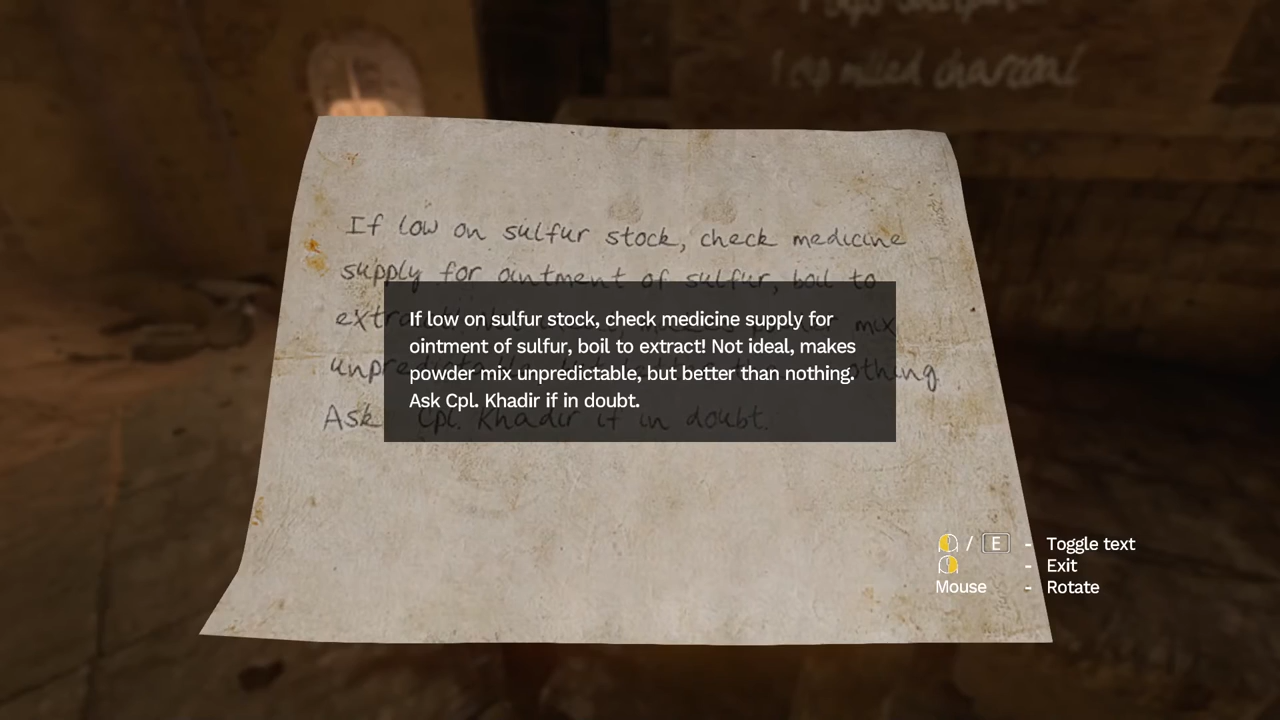 1 cup milled charcoal
If low on sulfur stock, check medicine
supply for ointment of sulfur, boil to
mix
nothing
Ask Cpl. Khadir if in doubt.
If low on sulfur stock, check medicine supply for
ointment of sulfur, boil to extract! Not ideal, makes
powder mix unpredictable, but better than nothing.
Ask Cpl. Khadir if in doubt.
/ E - Toggle text
- Exit
Mouse - Rotate